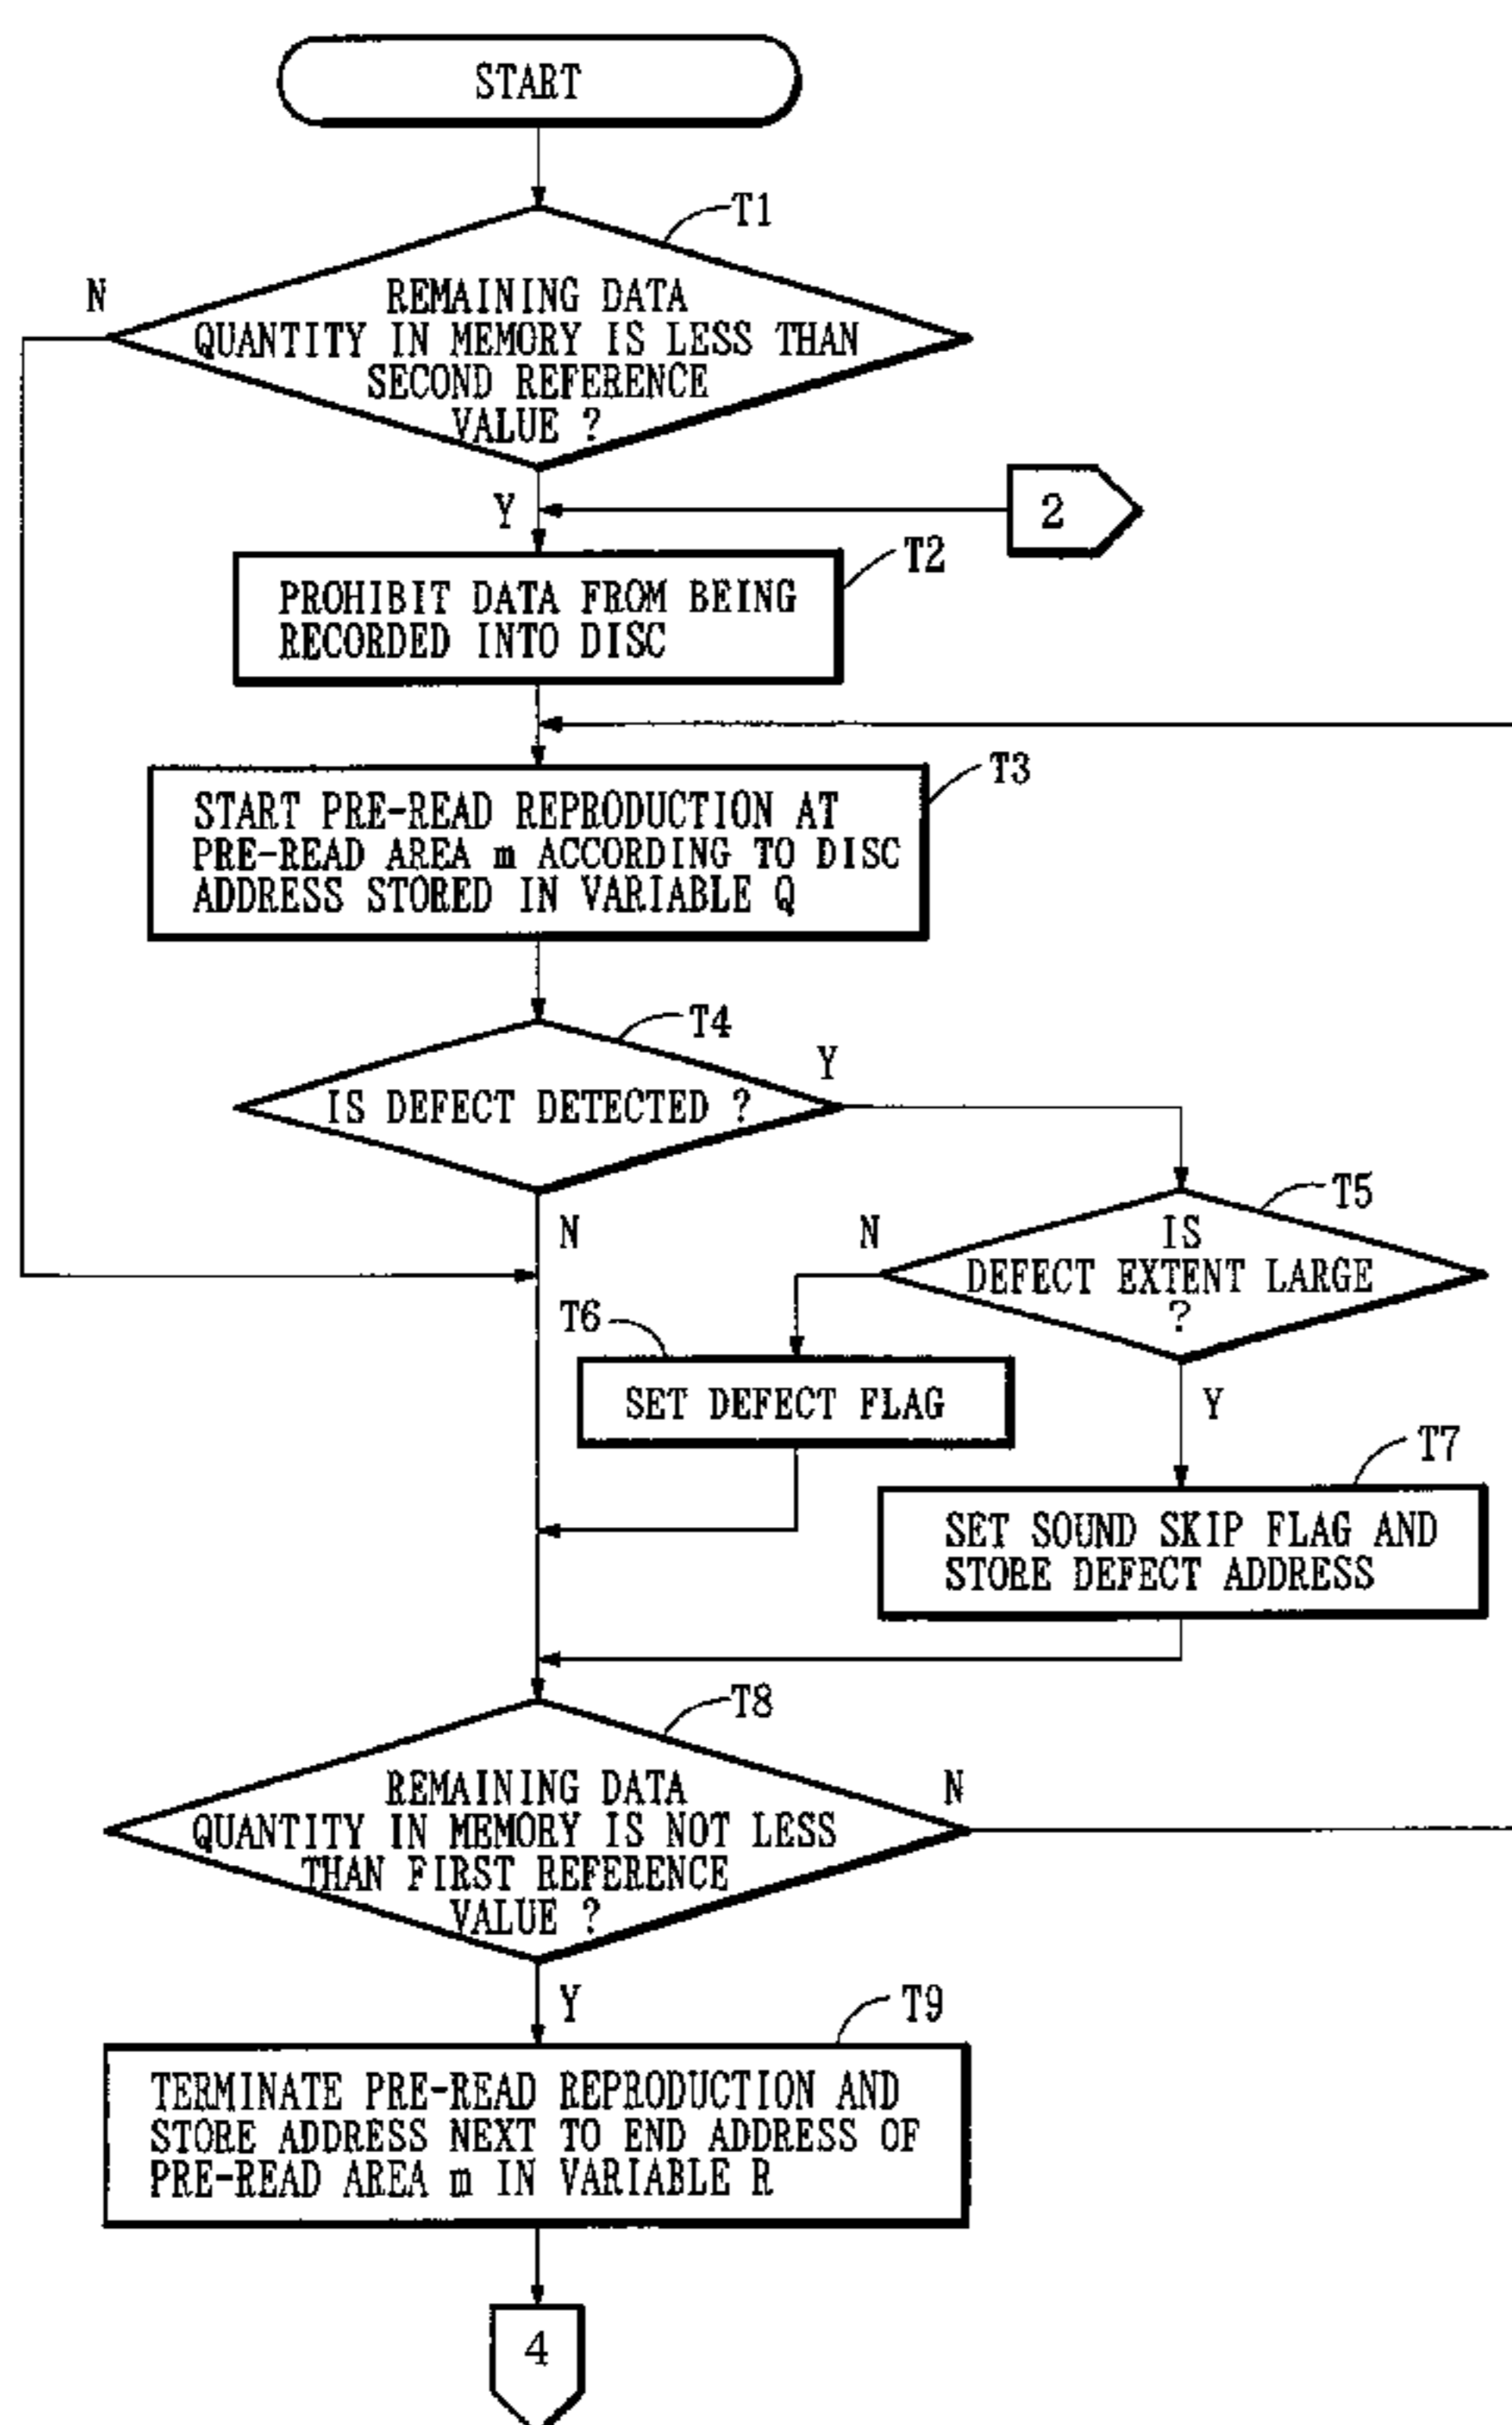 START
T1
N
REMAINING DATA
QUANTITY IN MEMORY IS LESS THAN
SECOND REFERENCE
VALUE ?
Y
2
T2
PROHIBIT DATA FROM BEING
RECORDED INTO DISC
T3
START PRE-READ REPRODUCTION AT
PRE-READ AREA m ACCORDING TO DISC
ADDRESS STORED IN VARIABLE Q
T4
Y
IS DEFECT DETECTED ?
N
T5
N
IS
DEFECT EXTENT LARGE
?
T6
SET DEFECT FLAG
Y
T7
SET SOUND SKIP FLAG AND
STORE DEFECT ADDRESS
T8
REMAINING DATA
QUANTITY IN MEMORY IS NOT LESS
THAN FIRST REFERENCE
VALUE ?
N
Y
T9
TERMINATE PRE-READ REPRODUCTION AND
STORE ADDRESS NEXT TO END ADDRESS OF
PRE-READ AREA m IN VARIABLE R
4